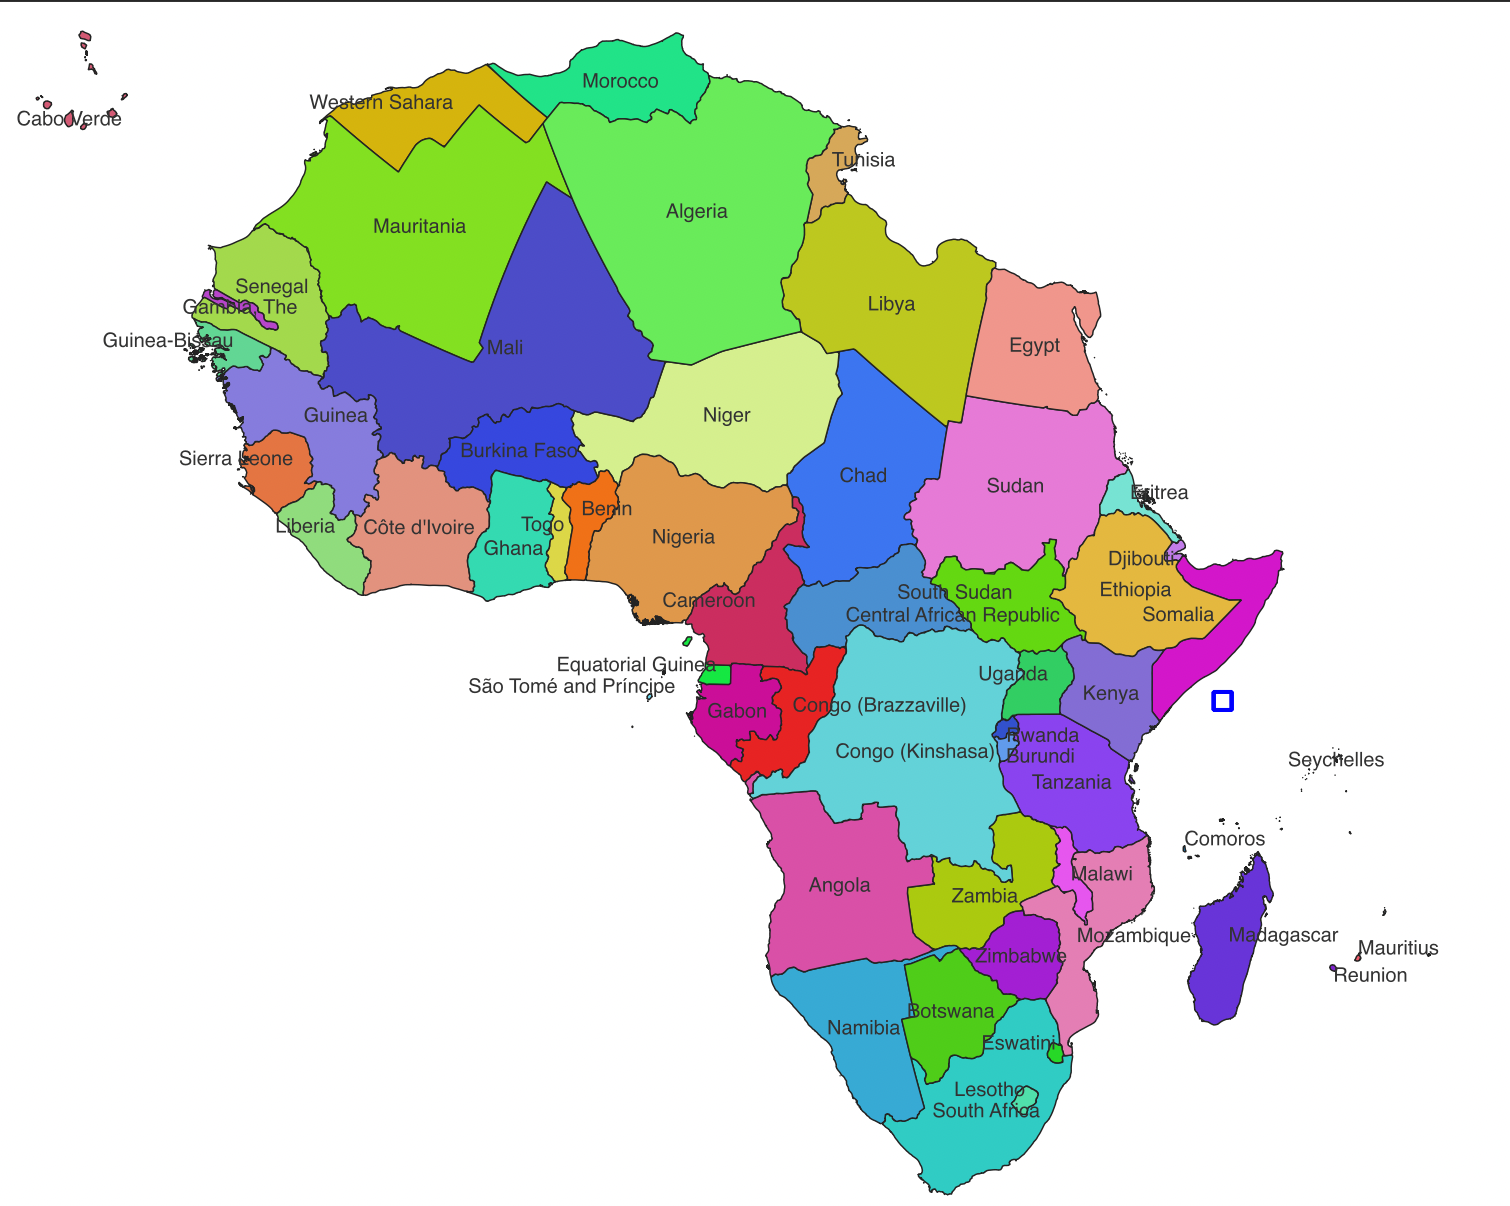 Morocco
Western Sahara
Cabo Verde
Tunisia
Algeria
Mauritania
Senegal
Gambia, The
Libya
Guinea-Bissau
Mali
Egypt
Guinea
Niger
Burkina Faso
Sierra Leone
Chad
Sudan
Eritrea
Benin
Liberia
Côte d'Ivoire
Togo
Ghana
Nigeria
Djibouti
Ethiopia
South Sudan
Cameroon
Central African Republic
Somalia
Equatorial Guinea
Uganda
São Tomé and Príncipe
Kenya
Gabon
Congo (Brazzaville)
Rwanda
Congo (Kinshasa)
Burundi
Seychelles
Tanzania
Comoros
Malawi
Angola
Zambia
Mozambique
Madagascar
Mauritius
Zimbabwe
Reunion
Botswana
Namibia
Eswatini
Lesotho
South Africa